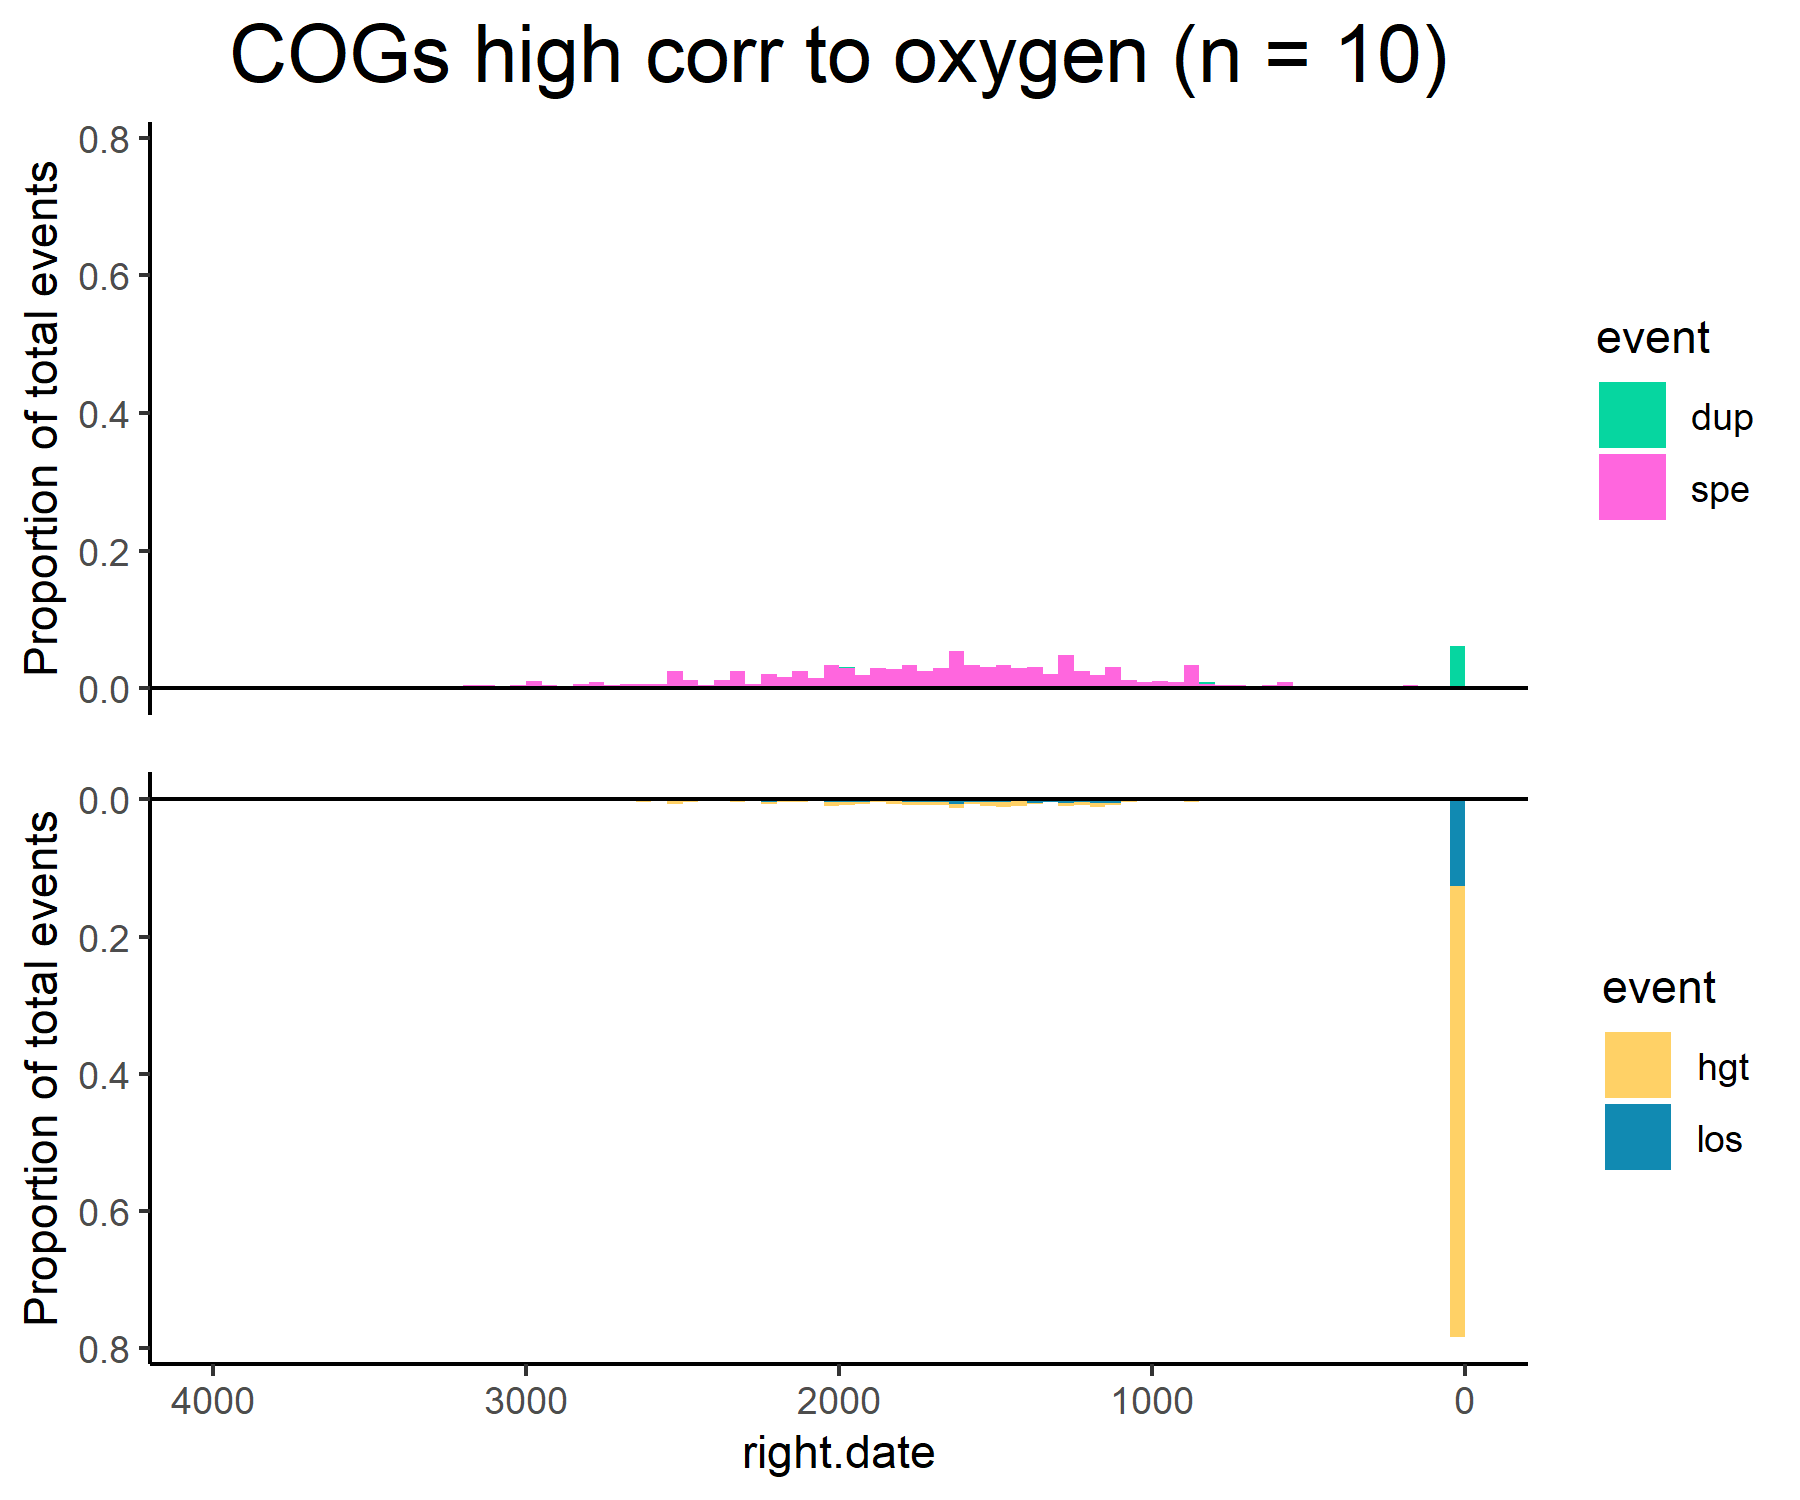 COGs high corr to oxygen (n = 10)
Proportion of total events
0.8
0.6
0.4
0.2
0.0
event
dup
spe
Proportion of total events
0.0
0.2
0.4
0.6
0.8
event
hgt
los
4000 3000 2000 1000 0
right.date